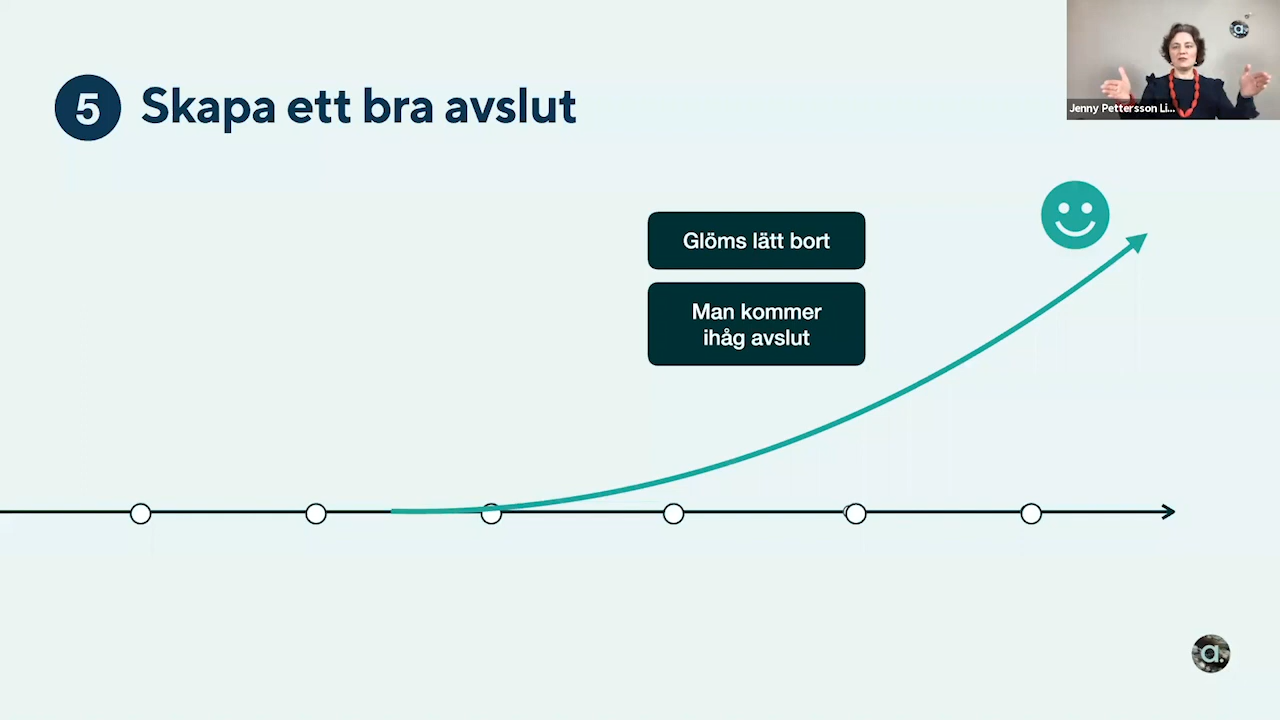 5 Skapa ett bra avslut
Jenny Pettersson Li...
Glöms lätt bort
Man kommer
ihåg avslut
a.